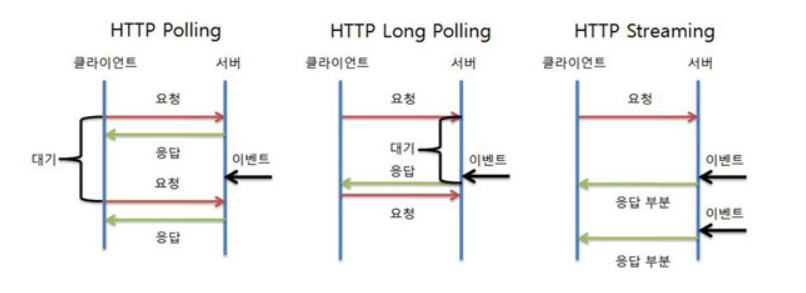 HTTP Polling
클라이언트 서버
요청
응답
대기
이벤트
요청
응답
HTTP Long Polling
클라이언트 서버
요청
대기
이벤트
응답
요청
HTTP Streaming
클라이언트 서버
요청
이벤트
응답 부분
이벤트
응답 부분